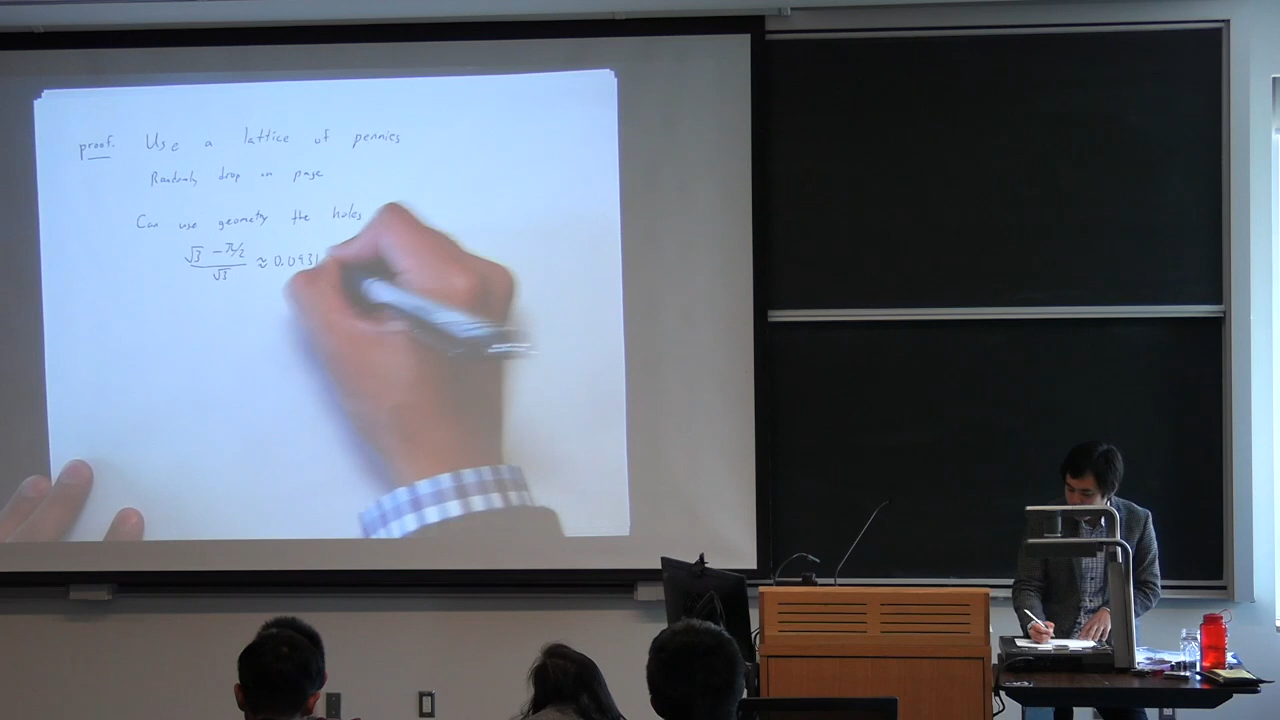 proof. Use a lattice of pennies
Randomly drop on page
Can use geometry the holes
√3 - π/2
√3
≈ 0.0931